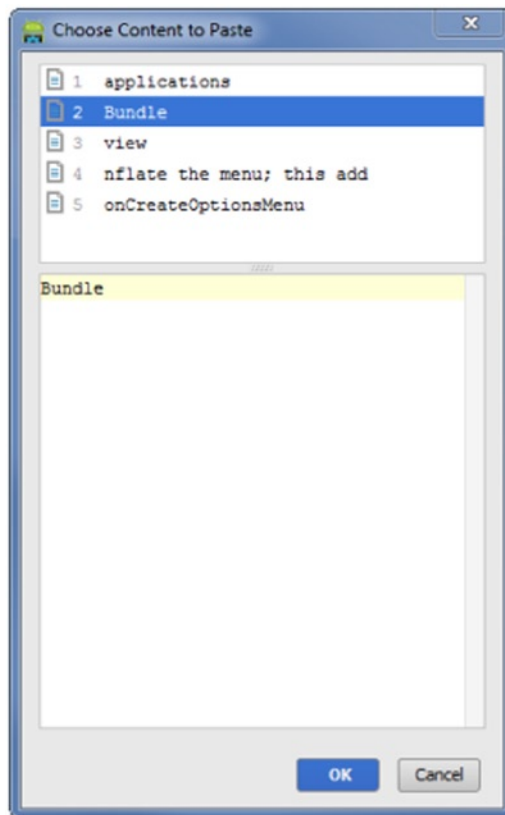 Choose Content to Paste
1 applications
2 Bundle
3 view
4 nflate the menu; this add
5 onCreateOptionsMenu
Bundle
OK Cancel